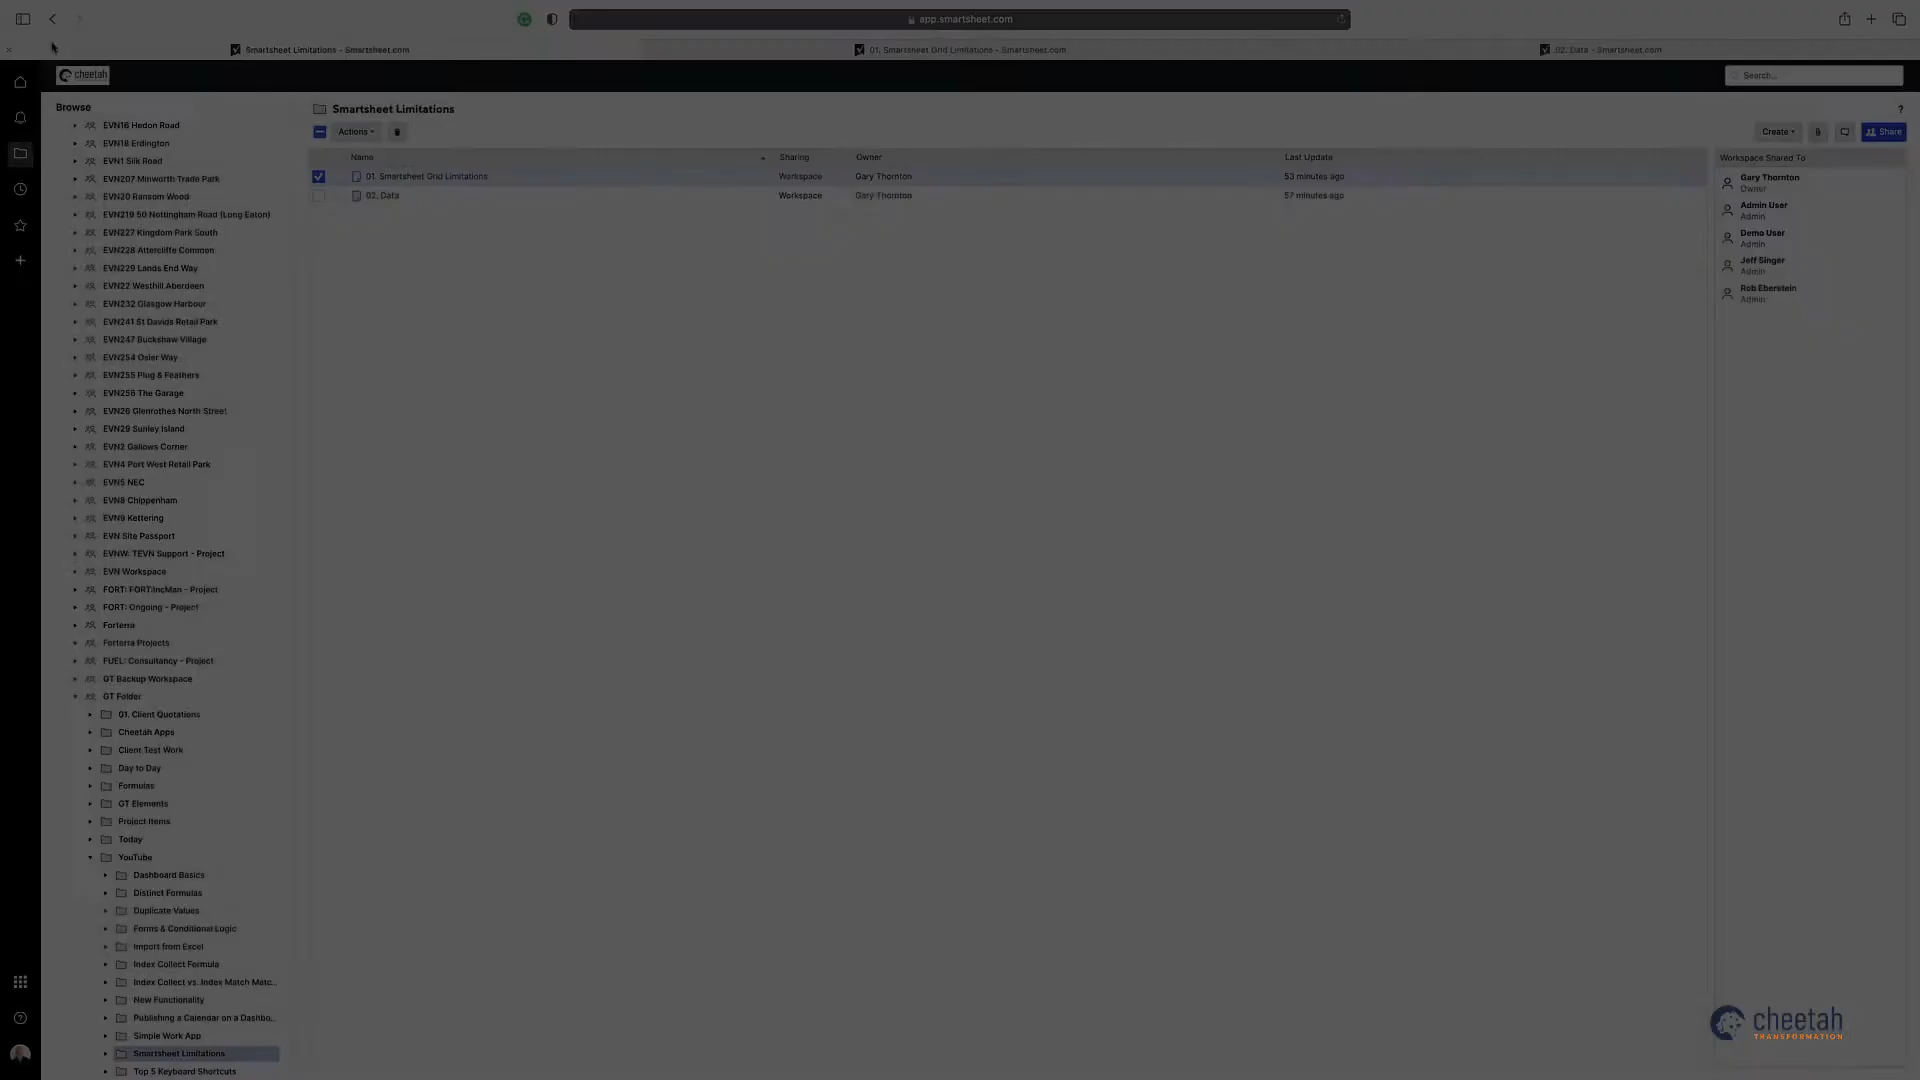 app.smartsheet.com
Smartsheet Limitations - Smartsheet.com
01. Smartsheet Grid Limitations - Smartsheet.com
02. Data - Smartsheet.com
cheetah
Search...
Browse
EVN16 Hedon Road
EVN18 Erdington
EVN1 Silk Road
EVN207 Minworth Trade Park
EVN20 Ransom Wood
EVN219 50 Nottingham Road (Long Eaton)
EVN227 Kingdom Park South
EVN228 Attercliffe Common
EVN229 Lands End Way
EVN22 Westhill Aberdeen
EVN232 Glasgow Harbour
EVN241 St Davids Retail Park
EVN247 Buckshaw Village
EVN254 Osier Way
EVN255 Plug & Feathers
EVN256 The Garage
EVN26 Glenrothes North Street
EVN29 Sunley Island
EVN2 Gallows Corner
EVN4 Port West Retail Park
EVN5 NEC
EVN8 Chippenham
EVN9 Kettering
EVN Site Passport
EVNW: TEVN Support - Project
EVN Workspace
FORT: FORT:IncMan - Project
FORT: Ongoing - Project
Forterra
Forterra Projects
FUEL: Consultancy - Project
GT Backup Workspace
GT Folder
01. Client Quotations
Cheetah Apps
Client Test Work
Day to Day
Formulas
GT Elements
Project Items
Today
YouTube
Dashboard Basics
Distinct Formulas
Duplicate Values
Forms & Conditional Logic
Import from Excel
Index Collect Formula
Index Collect vs. Index Match Matc...
New Functionality
Publishing a Calendar on a Dashbo...
Simple Work App
Smartsheet Limitations
Top 5 Keyboard Shortcuts
Smartsheet Limitations
Actions
Create
Share
Name Sharing Owner Last Update
01. Smartsheet Grid Limitations Workspace Gary Thornton 53 minutes ago
02. Data Workspace Gary Thornton 57 minutes ago
Workspace Shared To
Gary Thornton
Owner
Admin User
Admin
Demo User
Admin
Jeff Singer
Admin
Rob Eberstein
Admin
cheetah
TRANSFORMATION